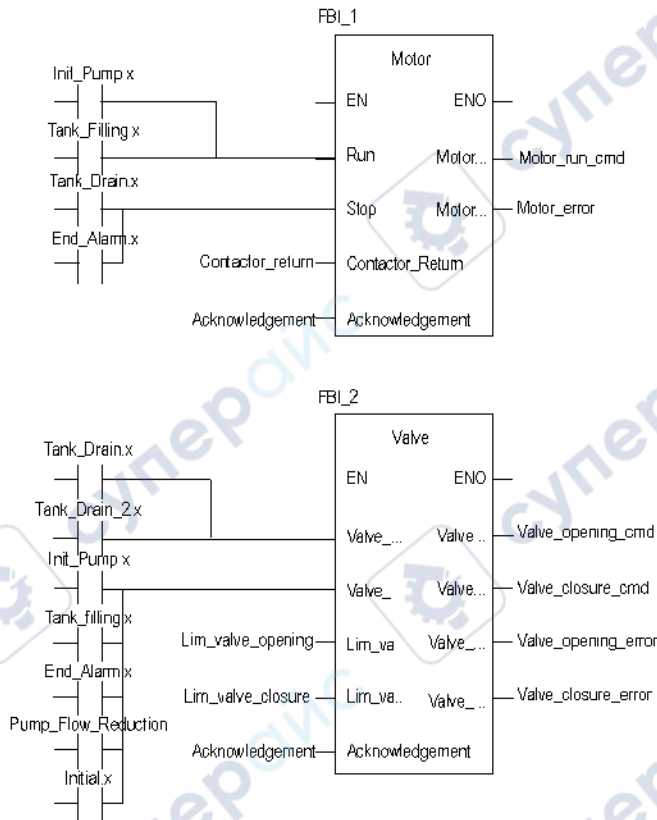 FBI_1
Motor
Init_Pump x
EN ENO
Tank_Filling x
Run Motor... Motor_run_cmd
Tank_Drain.x
Stop Motor... Motor_error
End_Alarm.x
Contactor_return Contactor_Return
Acknowledgement Acknowledgement
FBI_2
Valve
Tank_Drain.x
EN ENO
Tank_Drain_2.x
Valve_... Valve .. Valve_opening_cmd
Init_Pump x
Valve_ Valve... Valve_closure_cmd
Tank_filling x
Lim_valve_opening Lim_va Valve_... Valve_opening_error
End_Alarm x
Lim_valve_closure Lim_va.. Valve_ ... Valve_closure_error
Pump_Flow_Reduction
Acknowledgement Acknowledgement
Initial.x
суперайс